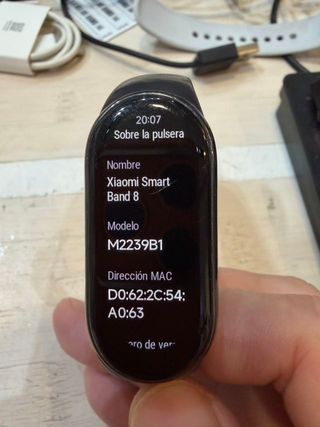 20:07
Sobre la pulsera
Nombre
Xiaomi Smart
Band 8
Modelo
M2239B1
Dirección MAC
D0:62:2C:54:
A0:63